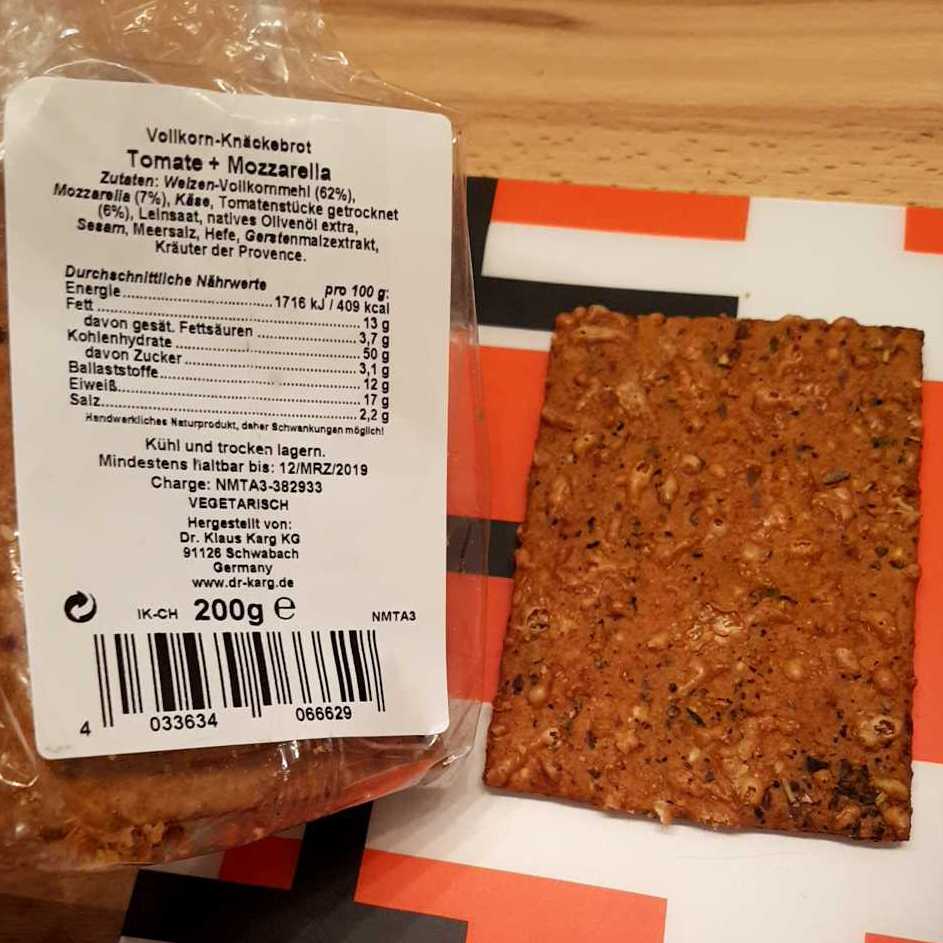 Vollkorn-Knäckebrot
Tomate + Mozzarella
Zutaten: Weizen-Vollkornmehl (62%),
Mozzarella (7%), Käse, Tomatenstücke getrocknet
(6%), Leinsaat, natives Olivenöl extra,
Sesam, Meersalz, Hefe, Gerstenmalzextrakt,
Kräuter der Provence.
Durchschnittliche Nährwerte pro 100 g:
Energie 1716 kJ / 409 kcal
Fett 13 g
davon gesät. Fettsäuren 3,7 g
Kohlenhydrate 50 g
davon Zucker 3,1 g
Ballaststoffe 12 g
Eiweiß 17 g
Salz 2,2 g
Handwerkliches Naturprodukt, daher Schwankungen möglich!
Kühl und trocken lagern.
Mindestens haltbar bis: 12/MRZ/2019
Charge: NMTA3-382933
VEGETARISCH
Hergestellt von:
Dr. Klaus Karg KG
91126 Schwabach
Germany
www.dr-karg.de
IK-CH 200g e NMTA3
4 033634 066629